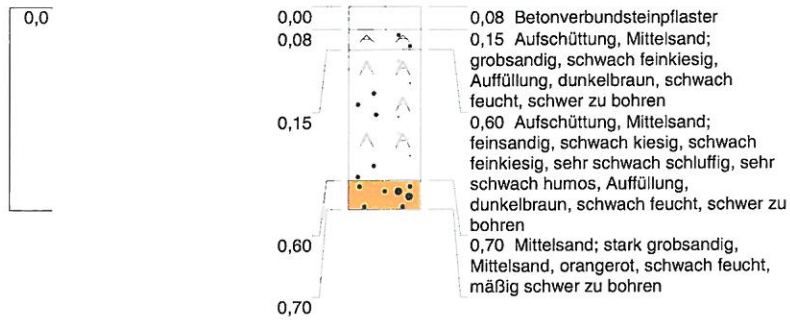 0,0
0,00
0,08 Betonverbundsteinpflaster
0,08
0,15 Aufschüttung, Mittelsand;
grobsandig, schwach feinkiesig,
Auffüllung, dunkelbraun, schwach
feucht, schwer zu bohren
0,15
0,60 Aufschüttung, Mittelsand;
feinsandig, schwach kiesig, schwach
feinkiesig, sehr schwach schluffig, sehr
schwach humos, Auffüllung,
dunkelbraun, schwach feucht, schwer zu
bohren
0,60
0,70 Mittelsand; stark grobsandig,
Mittelsand, orangerot, schwach feucht,
mäßig schwer zu bohren
0,70